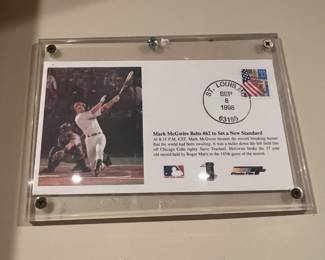 ST. LOUIS MO
SEP
8
1998
63155
Mark McGwire Belts #62 to Set a New Standard
At 8:18 P.M. CST, Mark McGwire blasted the record breaking homer
that the world had been awaiting. It was a bullet down the left field line
off Chicago Cubs righty Steve Trachsel. McGwire broke the 37 year
old record held by Roger Maris in the 145th game of the season.